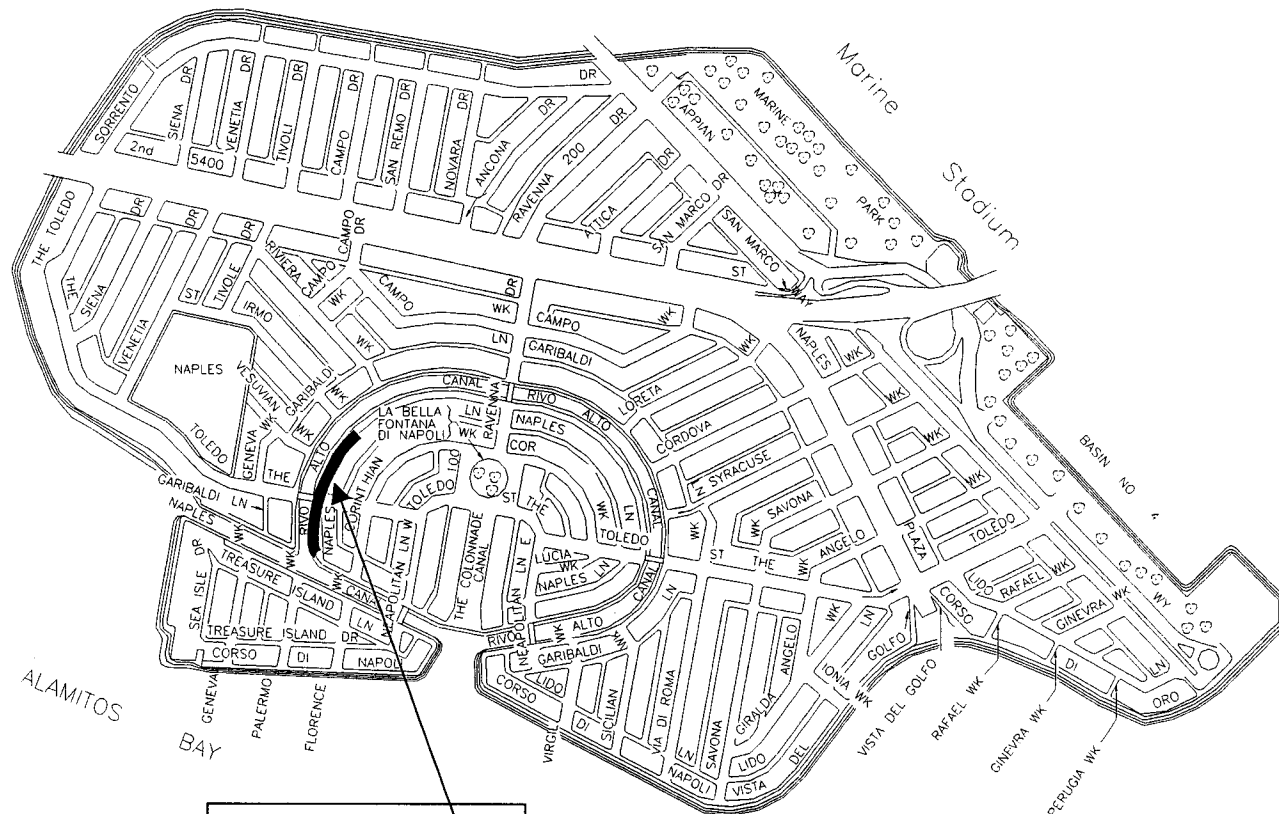 Marine
Stadium
MARINE
PARK
APPIAN
WY
BASIN NO 4
ALAMITOS
BAY
SORRENTO
DR
2nd
5400
ST
SIENA DR
VENETIA DR
TIVOLI DR
CAMPO DR
SAN REMO DR
NOVARA DR
ANCONA DR
RAVENNA 200 DR
ATTICA DR
SAN MARCO DR
SAN MARCO
WAY
THE TOLEDO
THE
SIENA DR
VENETIA DR
ST
TIVOLE DR
RIVIERA
CAMPO
CAMPO DR
WK
IRMO
WK
CAMPO WK
DR
CAMPO WK
GARIBALDI LN
GARIBALDI
LORETA WK
NAPLES
VESUVIAN
WK
GARIBALDI
WK
WK
GENEVA
TOLEDO
THE
GARIBALDI LN
NAPLES
WK
WK
CANAL
RIVO ALTO
RIVO ALTO
CANAL
LA BELLA
FONTANA
DI NAPOLI
LN
WK
RAVENNA
NAPLES
COR
CORINTHIAN
NAPLES
WK
TOLEDO 100
ST THE
TOLEDO
WK
LN
NEAPOLITAN LN W
THE COLONNADE
CANAL
NEAPOLITAN LN E
LUCIA
WK
NAPLES LN
CANAL
CANAL
RIVO ALTO
WK
WK
GARIBALDI
LN
LIDO
CORSO
DI
NAPOLI
SICILIAN
VIRGIL
VIA DI ROMA
LN
SAVONA
GIRALDA
ANGELO
LIDO
VISTA
DEL
GOLFO
IONIA WK
LN
WK
CORDOVA
N SYRACUSE
SAVONA
WK
WK
ST THE
ANGELO
WK
NAPLES
PLAZA
WK
WK
WK
WK
TOLEDO
LIDO
RAFAEL
GINEVRA WK
CORSO
DI
ORO
LN
VISTA DEL GOLFO
RAFAEL WK
GINEVRA WK
PERUGIA WK
SEA ISLE DR
TREASURE
ISLAND
LN
TREASURE ISLAND DR
CORSO
DI
NAPOLI
GENEVA
PALERMO
FLORENCE